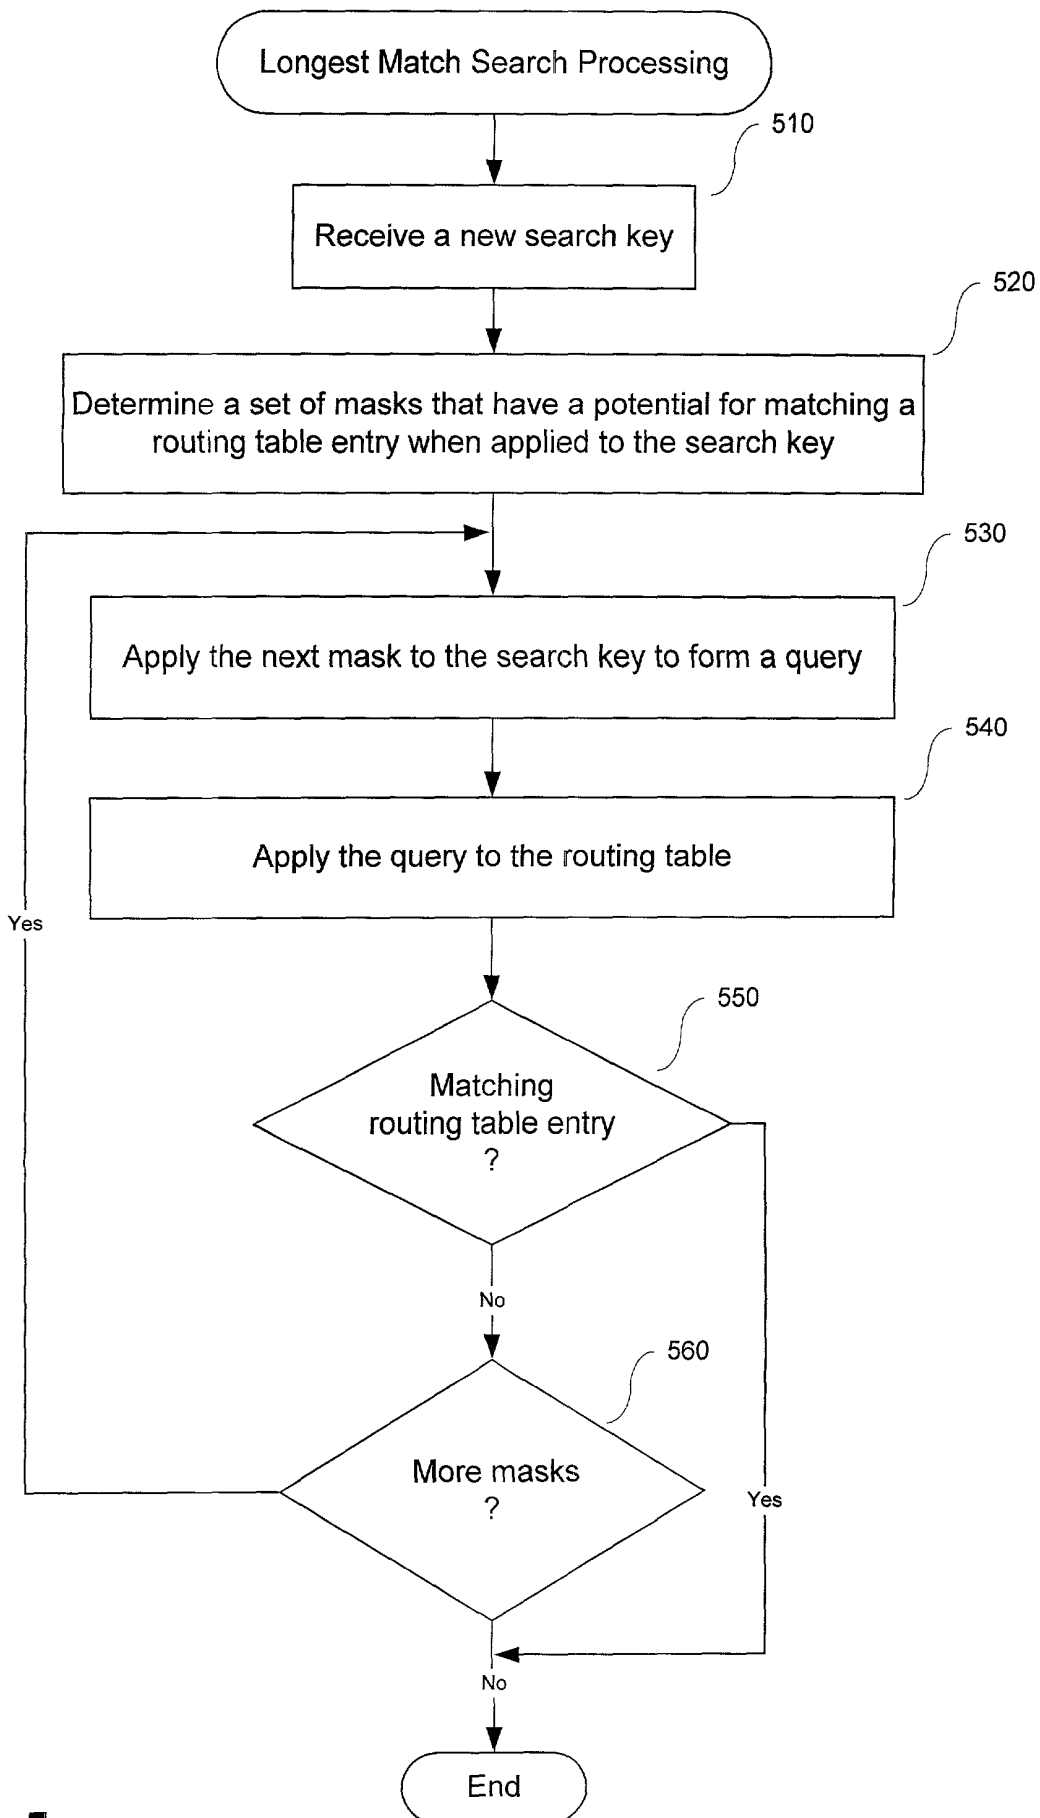 Longest Match Search Processing
510
Receive a new search key
520
Determine a set of masks that have a potential for matching a
routing table entry when applied to the search key
530
Apply the next mask to the search key to form a query
540
Apply the query to the routing table
Yes
550
Matching
routing table entry
?
No
560
More masks
?
Yes
No
End